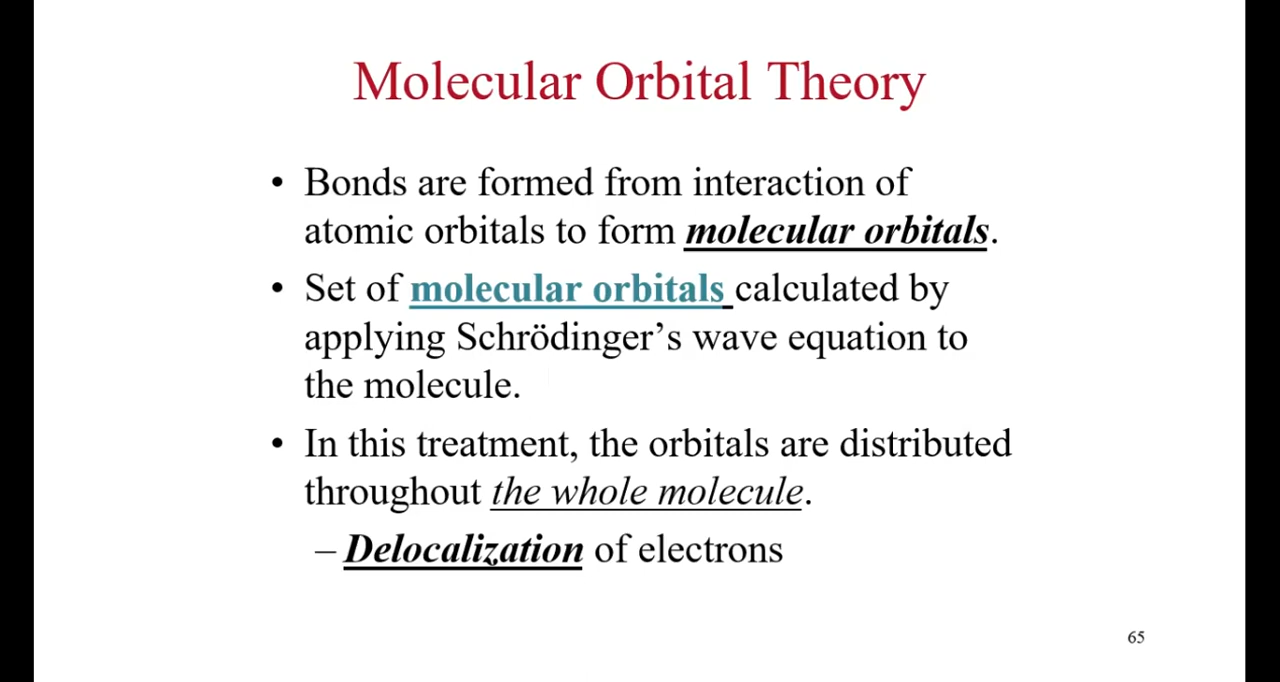 Molecular Orbital Theory
• Bonds are formed from interaction of
atomic orbitals to form molecular orbitals.
• Set of molecular orbitals calculated by
applying Schrödinger’s wave equation to
the molecule.
• In this treatment, the orbitals are distributed
throughout the whole molecule.
– Delocalization of electrons
65